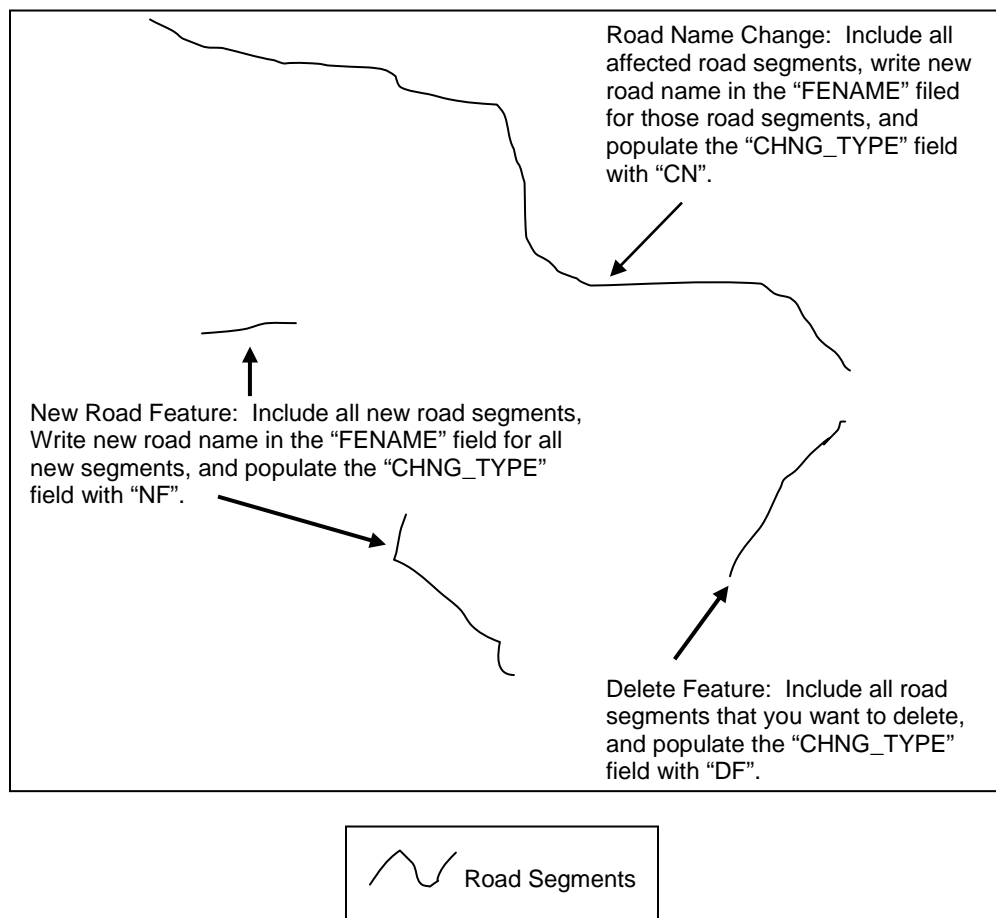 Road Name Change:  Include all
affected road segments, write new
road name in the “FENAME” filed
for those road segments, and
populate the “CHNG_TYPE” field
with “CN”.
New Road Feature:  Include all new road segments,
Write new road name in the “FENAME” field for all
new segments, and populate the “CHNG_TYPE”
field with “NF”.
Delete Feature:  Include all road
segments that you want to delete,
and populate the “CHNG_TYPE”
field with “DF”.
Road Segments